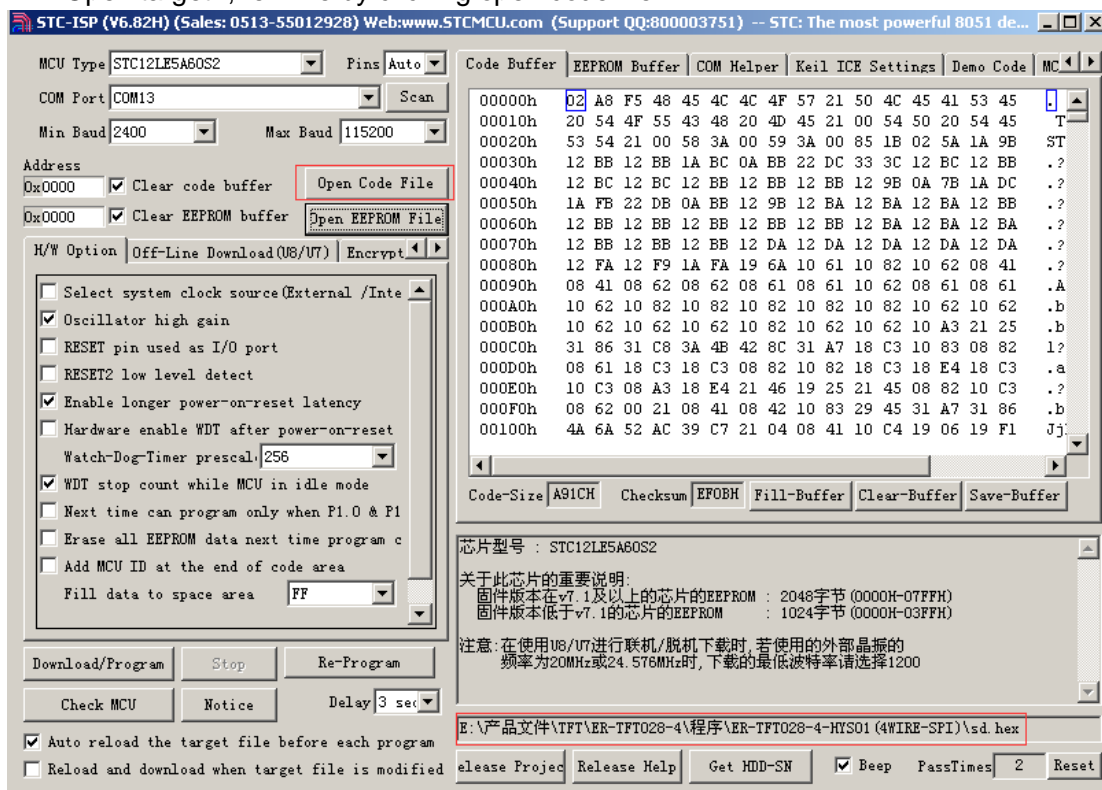 STC-ISP (V6.82H) (Sales: 0513-55012928) Web:www.STCMCU.com (Support QQ:800003751) -- STC: The most powerful 8051 de...
MCU Type STC12LE5A60S2 Pins Auto
COM Port COM13 Scan
Min Baud 2400 Max Baud 115200
Address
0x0000 Clear code buffer Open Code File
0x0000 Clear EEPROM buffer Open EEPROM File
H/W Option Off-Line Download(U8/U7) Encrypt
Select system clock source(External /Inte
Oscillator high gain
RESET pin used as I/O port
RESET2 low level detect
Enable longer power-on-reset latency
Hardware enable WDT after power-on-reset
Watch-Dog-Timer prescal 256
WDT stop count while MCU in idle mode
Next time can program only when P1.0 & P1
Erase all EEPROM data next time program c
Add MCU ID at the end of code area
Fill data to space area FF
Download/Program Stop Re-Program
Check MCU Notice Delay 3 sec
Auto reload the target file before each program
Reload and download when target file is modified
Code Buffer EEPROM Buffer COM Helper Keil ICE Settings Demo Code MC
00000h 02 A8 F5 48 45 4C 4C 4F 57 21 50 4C 45 41 53 45 .
00010h 20 54 4F 55 43 48 20 4D 45 21 00 54 50 20 54 45 T
00020h 53 54 21 00 58 3A 00 59 3A 00 85 1B 02 5A 1A 9B ST
00030h 12 BB 12 BB 1A BC 0A BB 22 DC 33 3C 12 BC 12 BB .?
00040h 12 BC 12 BC 12 BB 12 BB 12 BB 12 9B 0A 7B 1A DC .?
00050h 1A FB 22 DB 0A BB 12 9B 12 BA 12 BA 12 BA 12 BB .?
00060h 12 BB 12 BB 12 BB 12 BB 12 BB 12 BA 12 BA 12 BA .?
00070h 12 BB 12 BB 12 BB 12 DA 12 DA 12 DA 12 DA 12 DA .?
00080h 12 FA 12 F9 1A FA 19 6A 10 61 10 82 10 62 08 41 .?
00090h 08 41 08 62 08 62 08 61 08 61 10 62 08 61 08 61 .A
000A0h 10 62 10 82 10 82 10 82 10 82 10 82 10 62 10 62 .b
000B0h 10 62 10 62 10 62 10 82 10 62 10 62 10 A3 21 25 .b
000C0h 31 86 31 C8 3A 4B 42 8C 31 A7 18 C3 10 83 08 82 1?
000D0h 08 61 18 C3 18 C3 08 82 10 82 18 C3 18 E4 18 C3 .a
000E0h 10 C3 08 A3 18 E4 21 46 19 25 21 45 08 82 10 C3 .?
000F0h 08 62 00 21 08 41 08 42 10 83 29 45 31 A7 31 86 .b
00100h 4A 6A 52 AC 39 C7 21 04 08 41 10 C4 19 06 19 F1 Jj
Code-Size A91CH Checksum EF0BH Fill-Buffer Clear-Buffer Save-Buffer
芯片型号 : STC12LE5A60S2
关于此芯片的重要说明:
固件版本在v7.1及以上的芯片的EEPROM : 2048字节(0000H-07FFH)
固件版本低于v7.1的芯片的EEPROM : 1024字节(0000H-03FFH)
注意:在使用U8/U7进行联机/脱机下载时,若使用的外部晶振的
频率为20MHz或24.576MHz时,下载的最低波特率请选择1200
E:\产品文件\TFT\ER-TFT028-4\程序\ER-TFT028-4-HYS01(4WIRE-SPI)\sd.hex
elease Projec Release Help Get HDD-SN Beep PassTimes 2 Reset